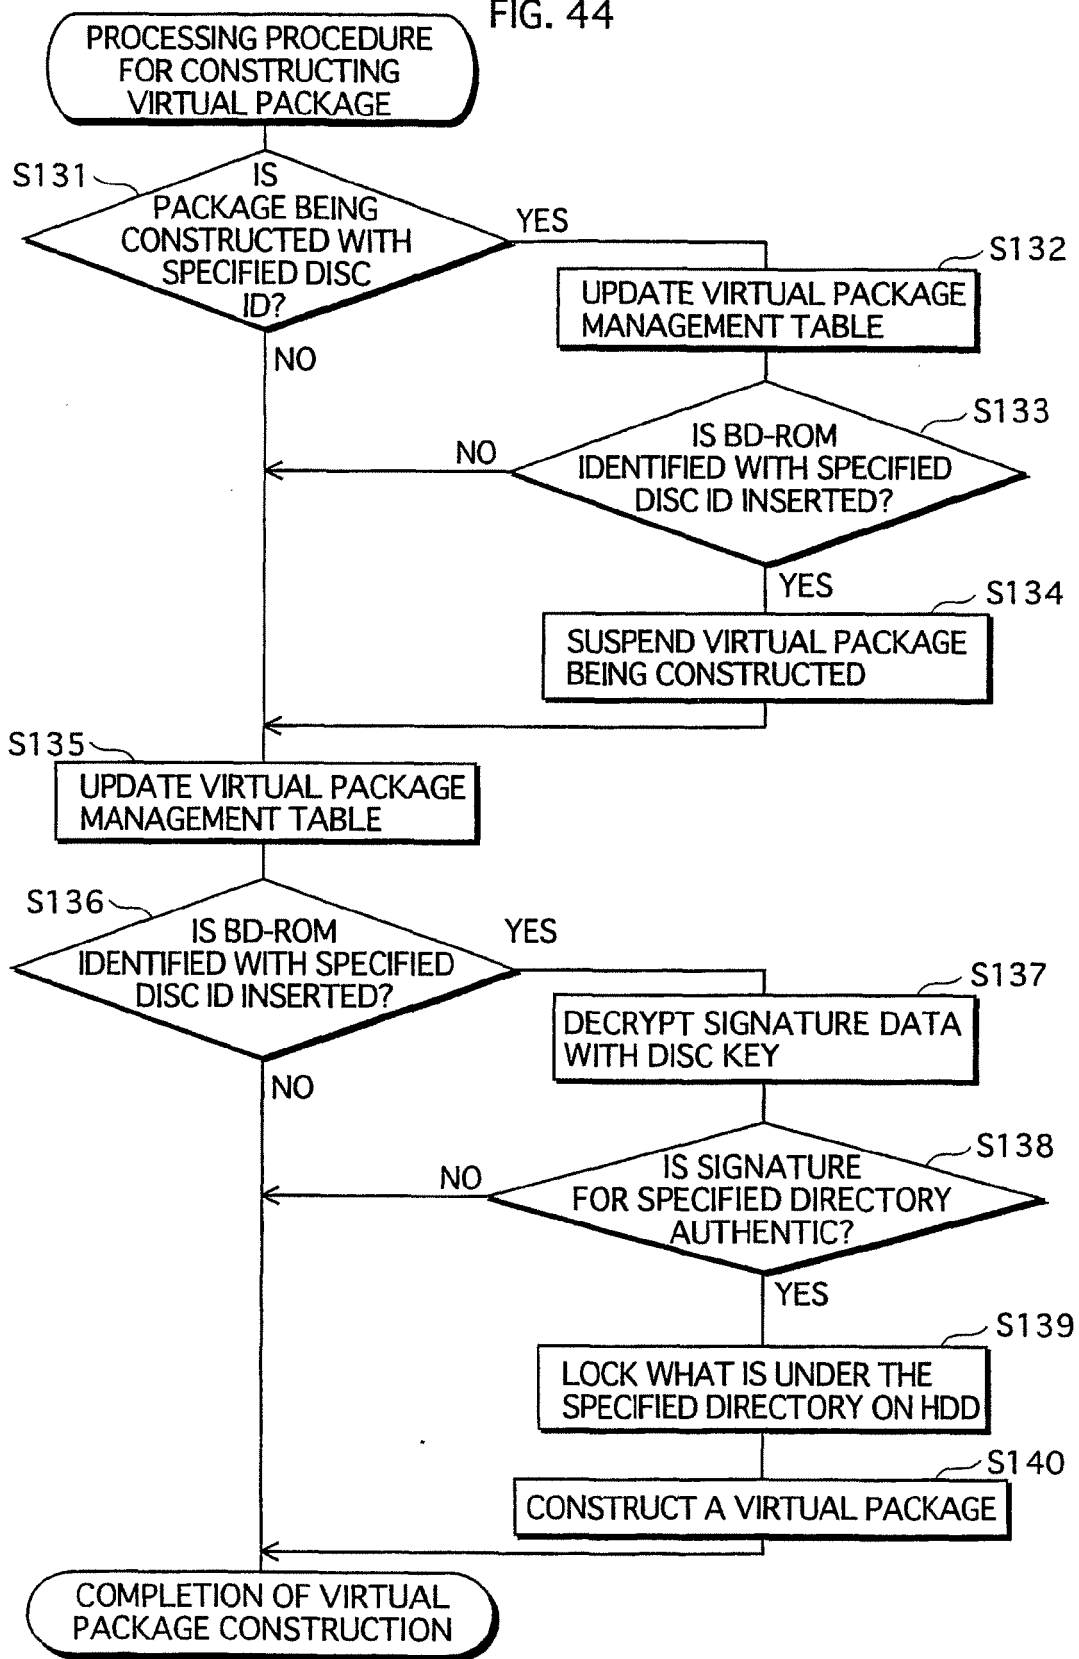 FIG. 44
PROCESSING PROCEDURE
FOR CONSTRUCTING
VIRTUAL PACKAGE
S131
IS
PACKAGE BEING
CONSTRUCTED WITH
SPECIFIED DISC
ID?
YES
NO
S132
UPDATE VIRTUAL PACKAGE
MANAGEMENT TABLE
S133
IS BD-ROM
IDENTIFIED WITH SPECIFIED
DISC ID INSERTED?
NO
YES
S134
SUSPEND VIRTUAL PACKAGE
BEING CONSTRUCTED
S135
UPDATE VIRTUAL PACKAGE
MANAGEMENT TABLE
S136
IS BD-ROM
IDENTIFIED WITH SPECIFIED
DISC ID INSERTED?
YES
NO
S137
DECRYPT SIGNATURE DATA
WITH DISC KEY
S138
IS SIGNATURE
FOR SPECIFIED DIRECTORY
AUTHENTIC?
NO
YES
S139
LOCK WHAT IS UNDER THE
SPECIFIED DIRECTORY ON HDD
S140
CONSTRUCT A VIRTUAL PACKAGE
COMPLETION OF VIRTUAL
PACKAGE CONSTRUCTION